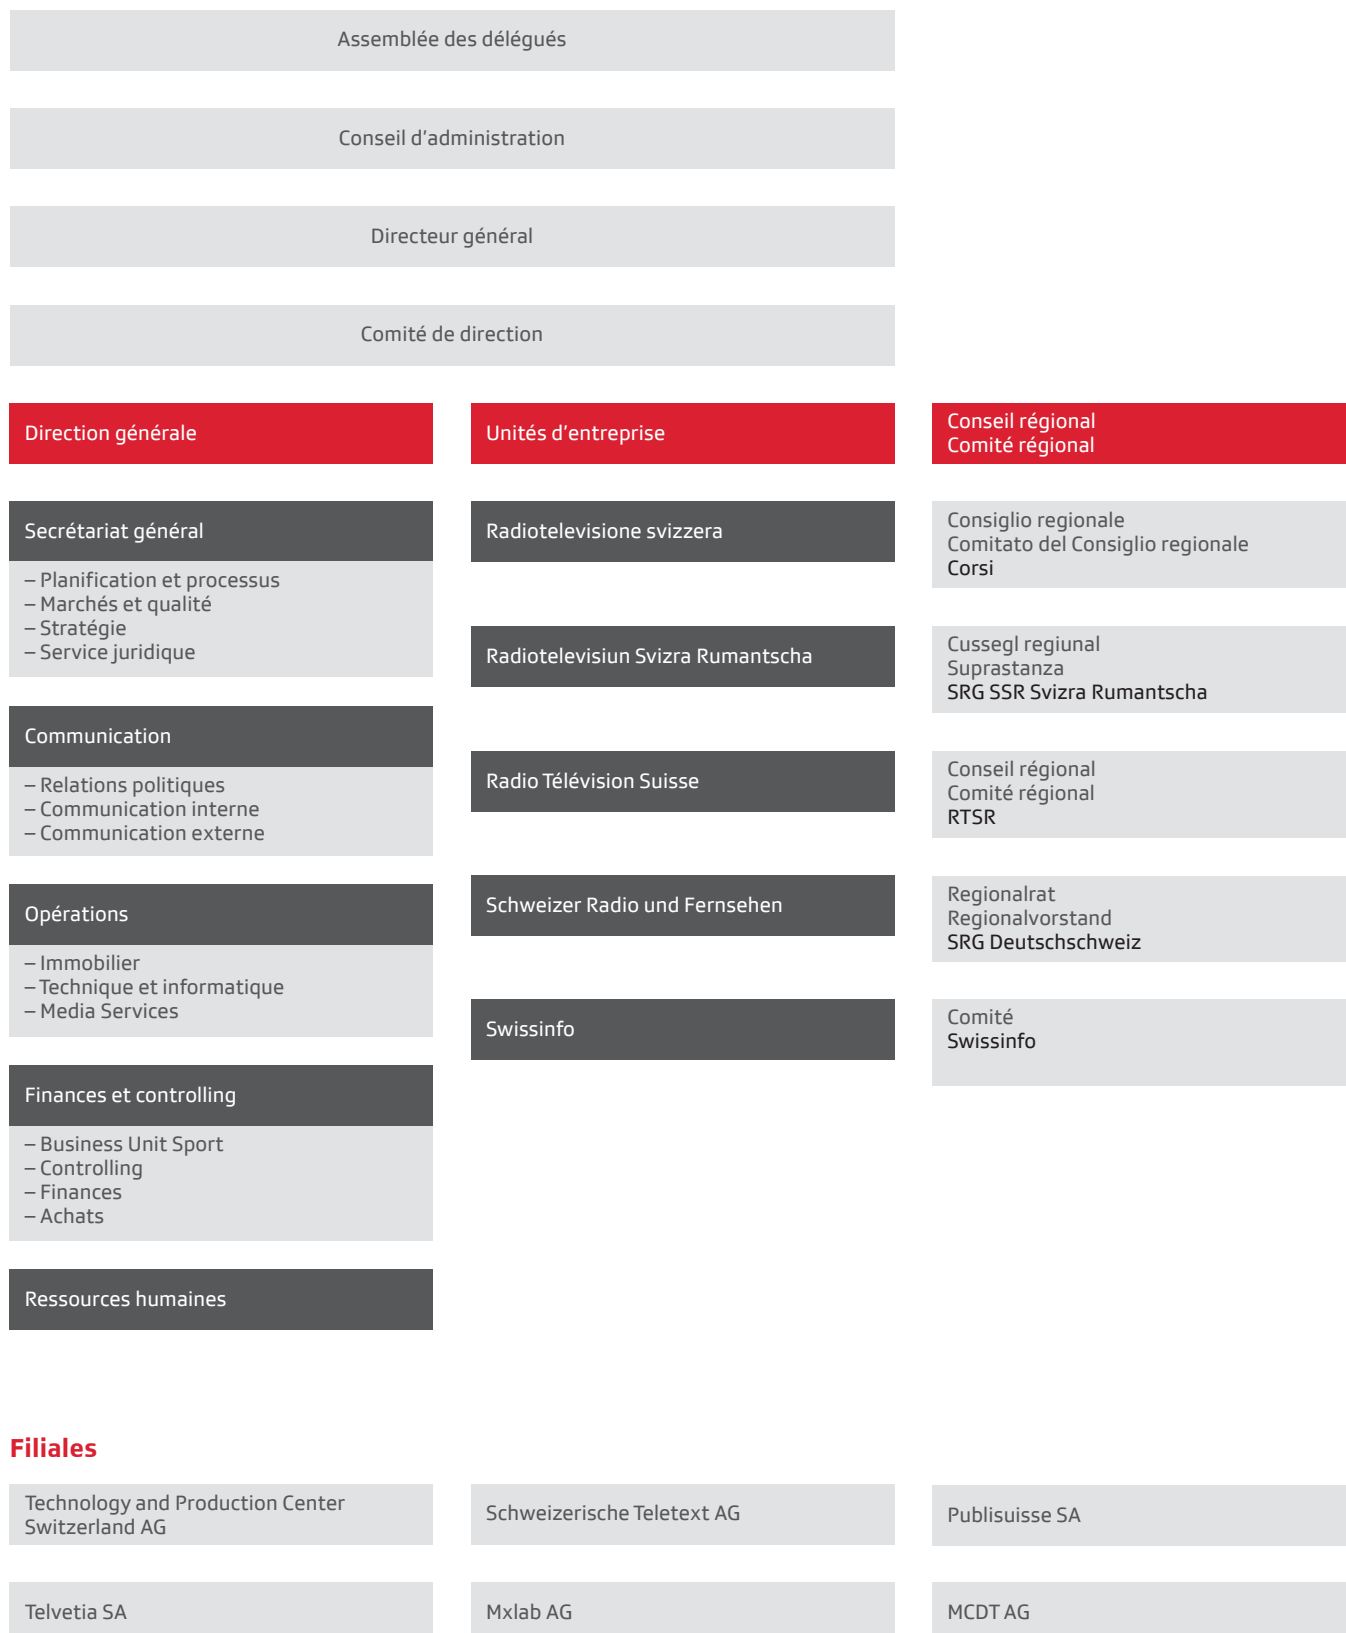 Assemblée des délégués
Conseil d'administration
Directeur général
Comité de direction
Direction générale
Secrétariat général
– Planification et processus
– Marchés et qualité
– Stratégie
– Service juridique
Communication
– Relations politiques
– Communication interne
– Communication externe
Opérations
– Immobilier
– Technique et informatique
– Media Services
Finances et controlling
– Business Unit Sport
– Controlling
– Finances
– Achats
Ressources humaines
Unités d'entreprise
Radiotelevisione svizzera
Radiotelevisiun Svizra Rumantscha
Radio Télévision Suisse
Schweizer Radio und Fernsehen
Swissinfo
Conseil régional
Comité régional
Consiglio regionale
Comitato del Consiglio regionale
Corsi
Cussegl regiunal
Suprastanza
SRG SSR Svizra Rumantscha
Conseil régional
Comité régional
RTSR
Regionalrat
Regionalvorstand
SRG Deutschschweiz
Comité
Swissinfo
Filiales
Technology and Production Center
Switzerland AG
Schweizerische Teletext AG
Publisuisse SA
Telvetia SA
Mxlab AG
MCDT AG